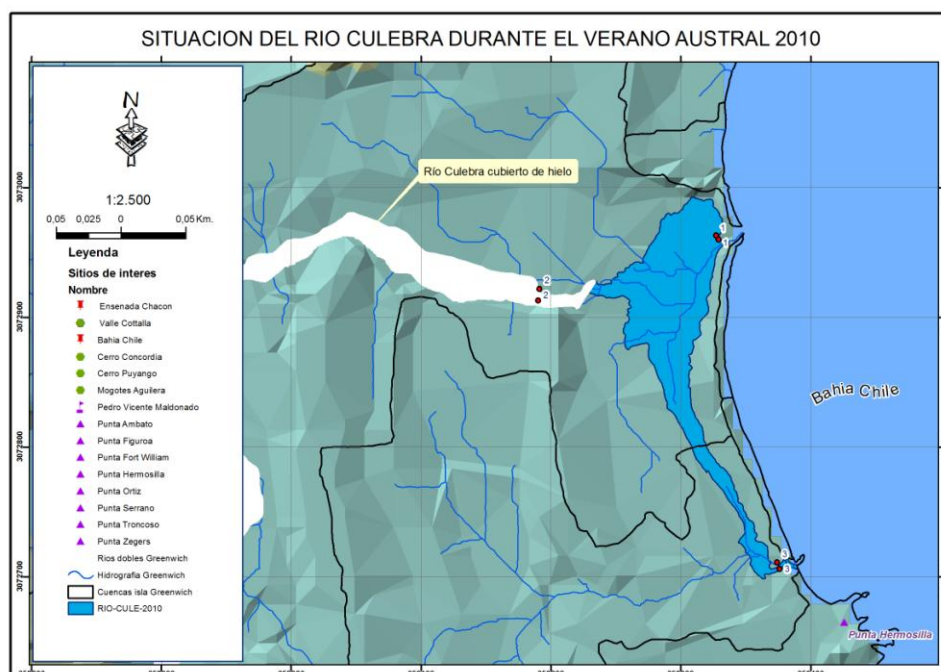 SITUACION DEL RIO CULEBRA DURANTE EL VERANO AUSTRAL 2010
N
1:2.500
0,05 0,025 0 0,05 Km.
Leyenda
Sitios de interes
Nombre
Ensenada Chacon
Valle Cottalla
Bahia Chile
Cerro Concordia
Cerro Puyango
Mogotes Aguilera
Pedro Vicente Maldonado
Punta Ambato
Punta Figuroa
Punta Fort William
Punta Hermosilla
Punta Ortiz
Punta Serrano
Punta Troncoso
Punta Zegers
Rios dobles Greenwich
Hidrografia Greenwich
Cuencas isla Greenwich
RIO-CULE-2010
Río Culebra cubierto de hielo
1
1
2
2
Bahia Chile
3
3
Punta Hermosilla
3073000
3072900
3072800
3072700